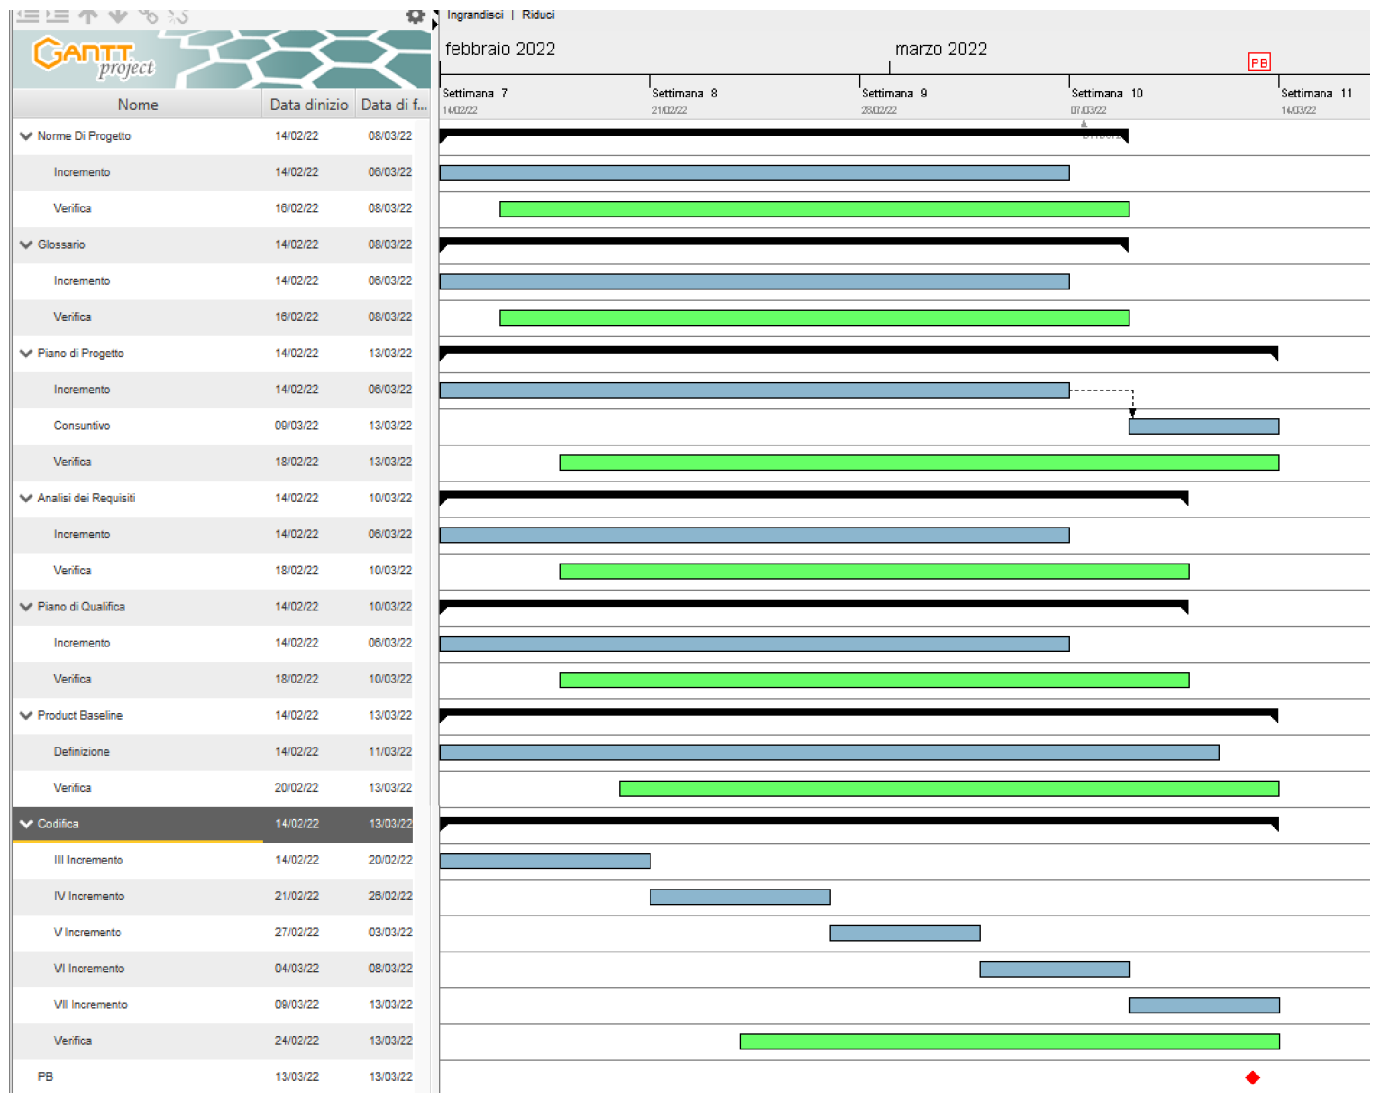 Ingrandisci | Riduci
GANTT
project
febbraio 2022 marzo 2022
PB
Nome Data dinizio Data di f...
Settimana 7 Settimana 8 Settimana 9 Settimana 10 Settimana 11
14/02/22 21/02/22 28/02/22 07/03/22 14/03/22
Norme Di Progetto 14/02/22 08/03/22
Incremento 14/02/22 06/03/22
Verifica 16/02/22 08/03/22
Glossario 14/02/22 08/03/22
Incremento 14/02/22 06/03/22
Verifica 16/02/22 08/03/22
Piano di Progetto 14/02/22 13/03/22
Incremento 14/02/22 06/03/22
Consuntivo 09/03/22 13/03/22
Verifica 18/02/22 13/03/22
Analisi dei Requisiti 14/02/22 10/03/22
Incremento 14/02/22 06/03/22
Verifica 18/02/22 10/03/22
Piano di Qualifica 14/02/22 10/03/22
Incremento 14/02/22 06/03/22
Verifica 18/02/22 10/03/22
Product Baseline 14/02/22 13/03/22
Definizione 14/02/22 11/03/22
Verifica 20/02/22 13/03/22
Codifica 14/02/22 13/03/22
III Incremento 14/02/22 20/02/22
IV Incremento 21/02/22 26/02/22
V Incremento 27/02/22 03/03/22
VI Incremento 04/03/22 08/03/22
VII Incremento 09/03/22 13/03/22
Verifica 24/02/22 13/03/22
PB 13/03/22 13/03/22